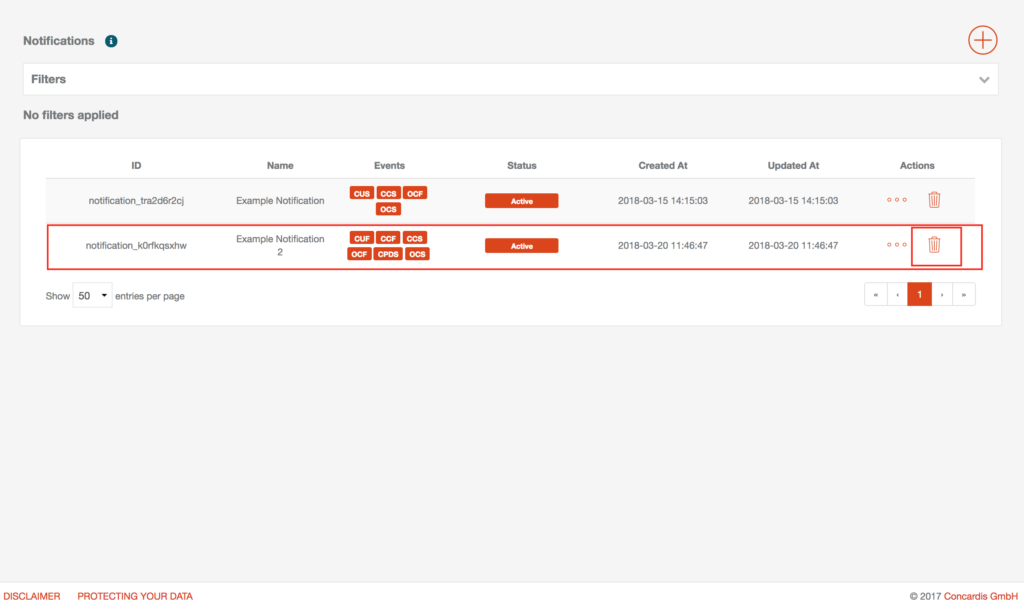 Notifications i
Filters
No filters applied
ID Name Events Status Created At Updated At Actions
notification_tra2d6r2cj Example Notification CUS CCS OCF Active 2018-03-15 14:15:03 2018-03-15 14:15:03
OCS
notification_k0rfkqsxhw Example Notification CUF CCF CCS Active 2018-03-20 11:46:47 2018-03-20 11:46:47
2 OCF CPDS OCS
Show 50 entries per page « ‹ 1 › »
DISCLAIMER PROTECTING YOUR DATA © 2017 Concardis GmbH